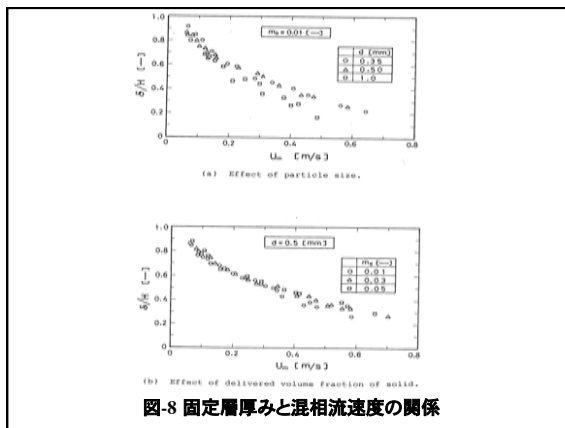 1.0
0.8
0.6
0.4
0.2
0
δ/H [—]
ms=0.01 [—]
d [mm]
○ 0.35
△ 0.50
□ 1.0
0 0.2 0.4 0.6 0.8
Um [m/s]
(a) Effect of particle size.
1.0
0.8
0.6
0.4
0.2
0
δ/H [—]
d=0.5 [mm]
ms [—]
○ 0.01
△ 0.03
□ 0.05
0 0.2 0.4 0.6 0.8
Um [m/s]
(b) Effect of delivered volume fraction of solid.
図-8 固定層厚みと混相流速度の関係